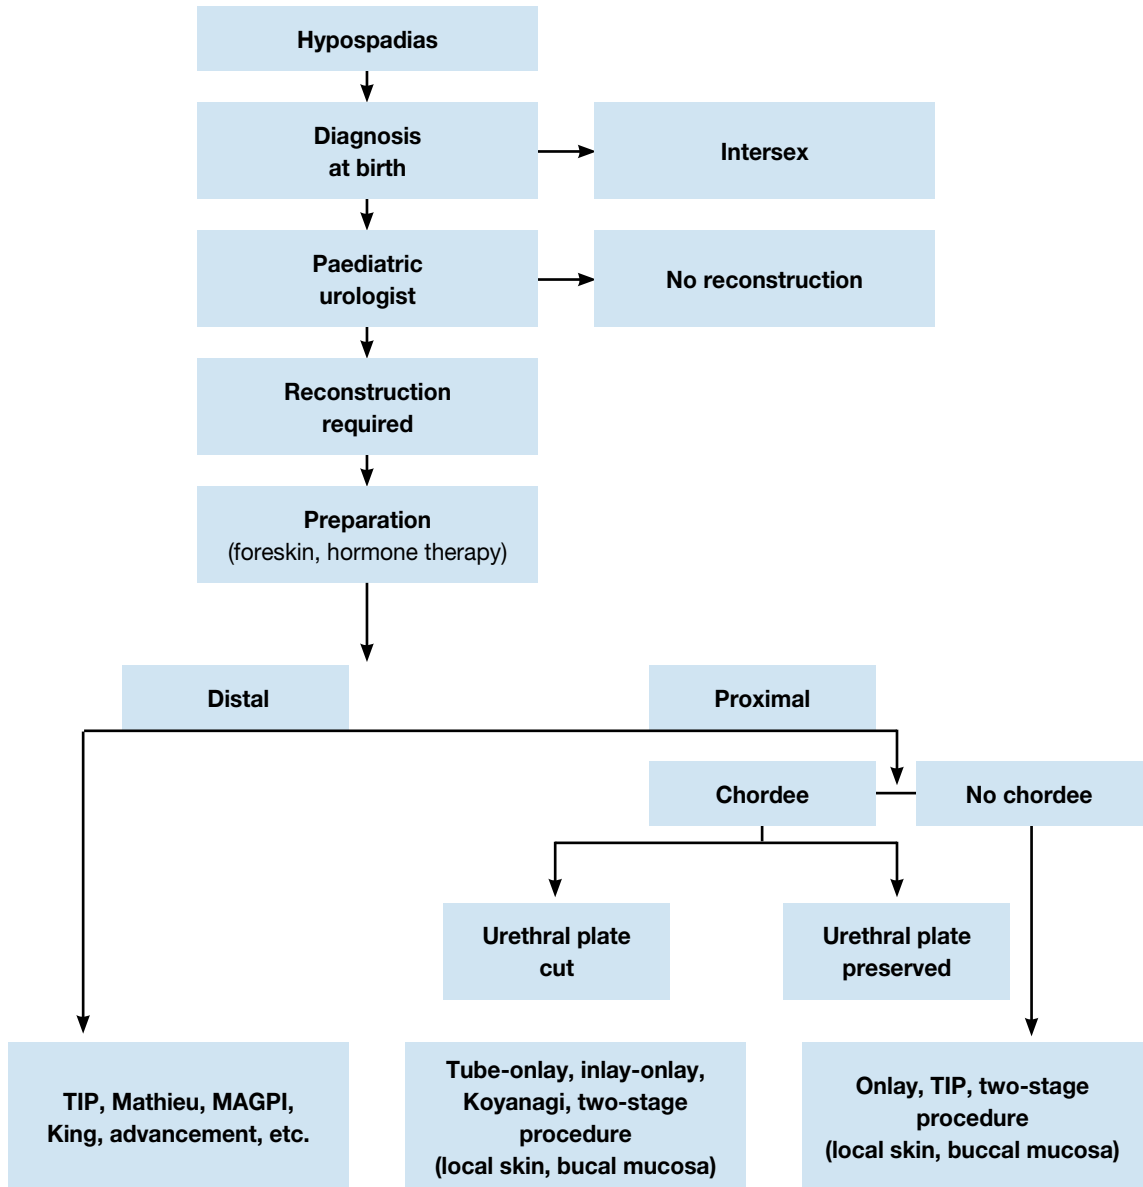 Hypospadias
Diagnosis
at birth
Intersex
Paediatric
urologist
No reconstruction
Reconstruction
required
Preparation
(foreskin, hormone therapy)
Distal
Proximal
Chordee
No chordee
Urethral plate
cut
Urethral plate
preserved
TIP, Mathieu, MAGPI,
King, advancement, etc.
Tube-onlay, inlay-onlay,
Koyanagi, two-stage
procedure
(local skin, bucal mucosa)
Onlay, TIP, two-stage
procedure
(local skin, buccal mucosa)